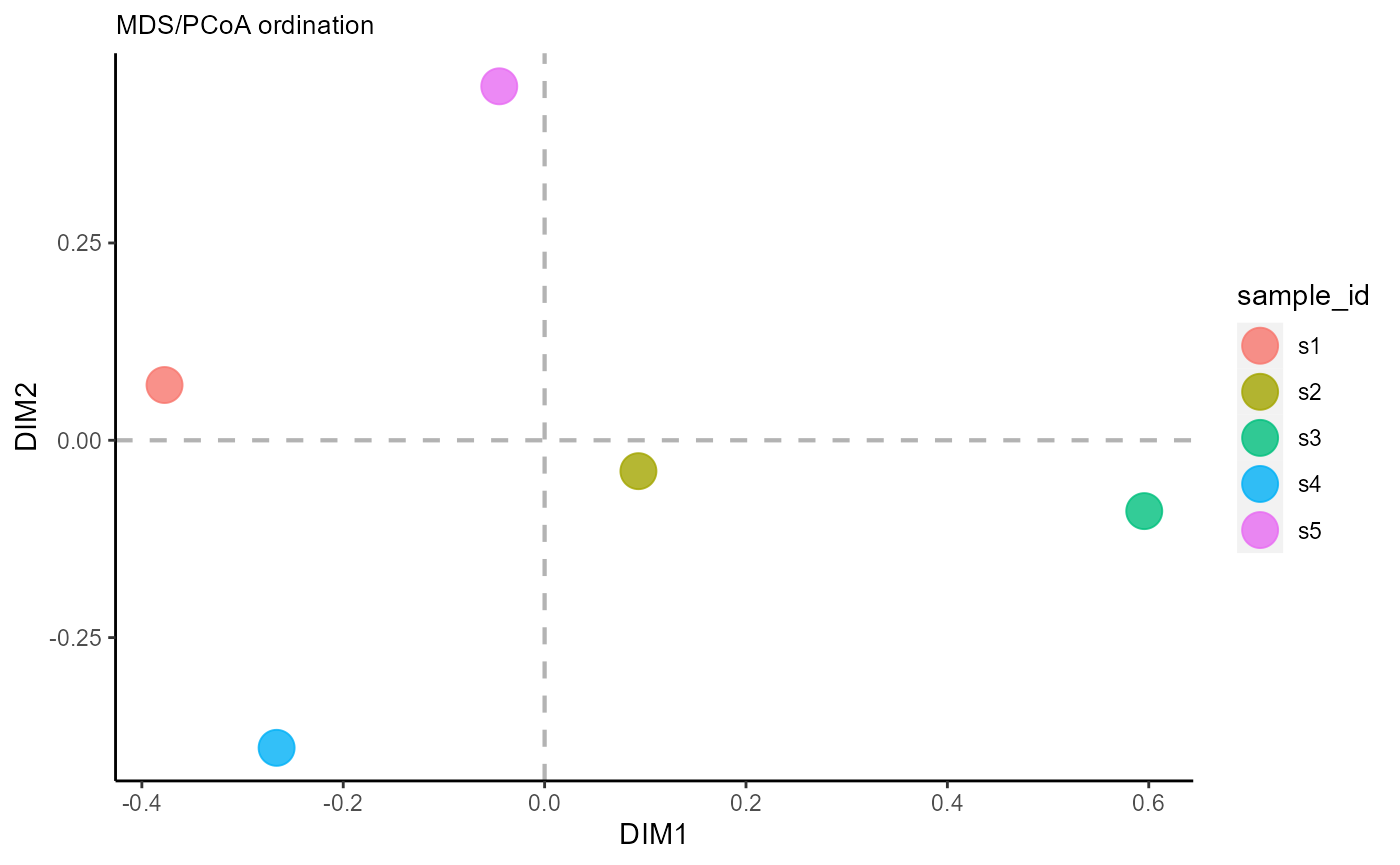 MDS/PCoA ordination
DIM2
0.25
0.00
-0.25
-0.4
-0.2
0.0
0.2
0.4
0.6
DIM1
sample_id
s1
s2
s3
s4
s5